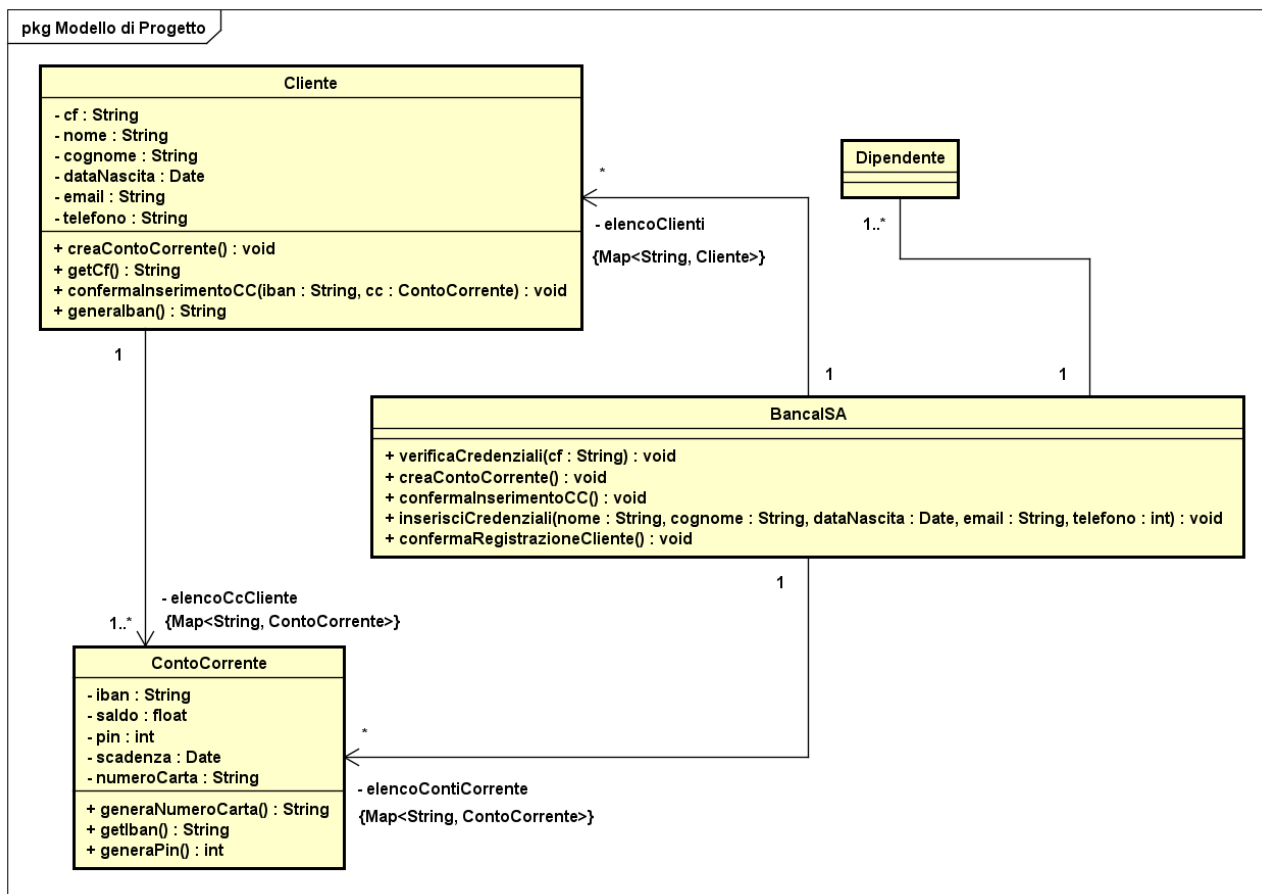 pkg Modello di Progetto
Cliente
- cf : String
- nome : String
- cognome : String
- dataNascita : Date
- email : String
- telefono : String
+ creaContoCorrente() : void
+ getCf() : String
+ confermaInserimentoCC(iban : String, cc : ContoCorrente) : void
+ generaIban() : String
Dipendente
*
- elencoClienti
{Map<String, Cliente>}
1..*
1
1
1
BancaISA
+ verificaCredenziali(cf : String) : void
+ creaContoCorrente() : void
+ confermaInserimentoCC() : void
+ inserisciCredenziali(nome : String, cognome : String, dataNascita : Date, email : String, telefono : int) : void
+ confermaRegistrazioneCliente() : void
1
- elencoCcCliente
{Map<String, ContoCorrente>}
1..*
ContoCorrente
- iban : String
- saldo : float
- pin : int
- scadenza : Date
- numeroCarta : String
+ generaNumeroCarta() : String
+ getIban() : String
+ generaPin() : int
*
- elencoContiCorrente
{Map<String, ContoCorrente>}